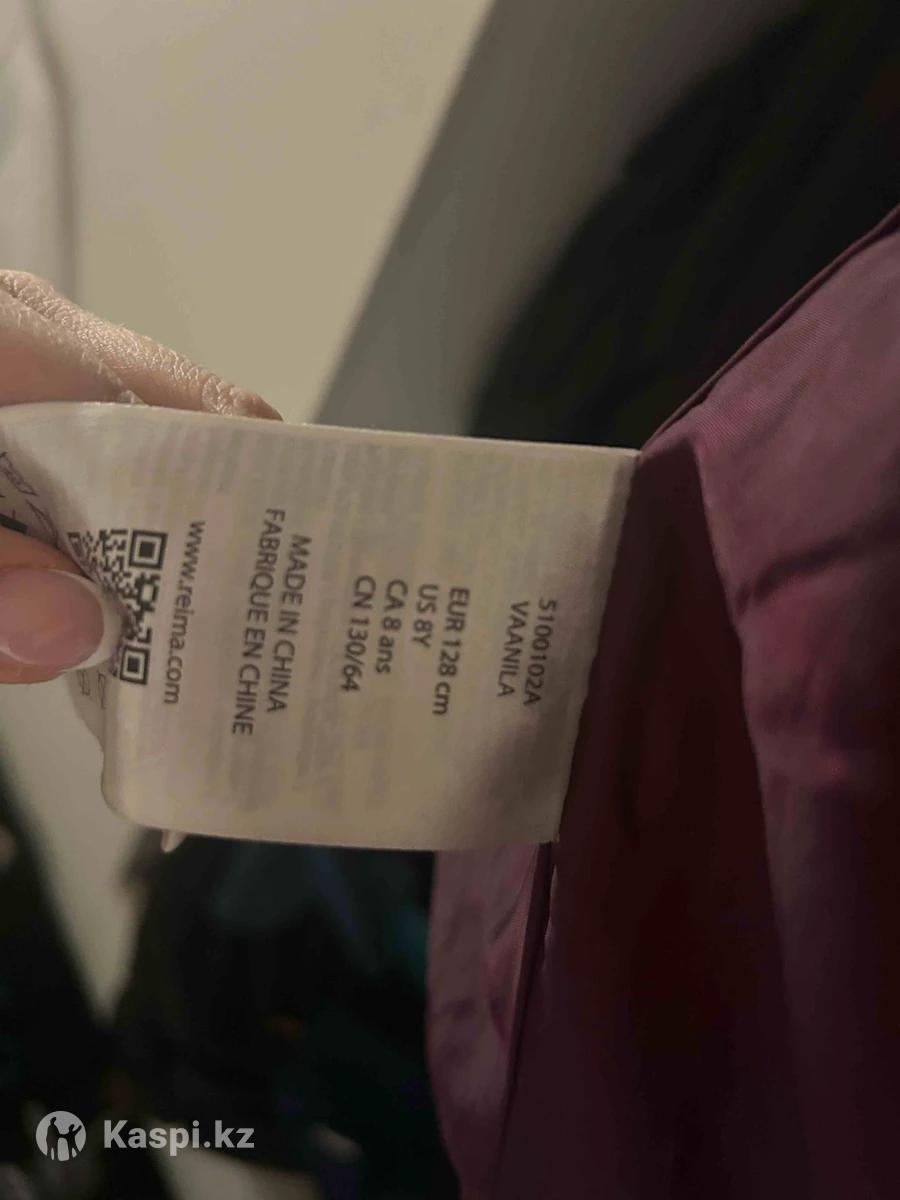 5100102A
VAANILA
EUR 128 cm
US 8Y
CA 8 ans
CN 130/64
MADE IN CHINA
FABRIQUE EN CHINE
www.reima.com
Kaspi.kz